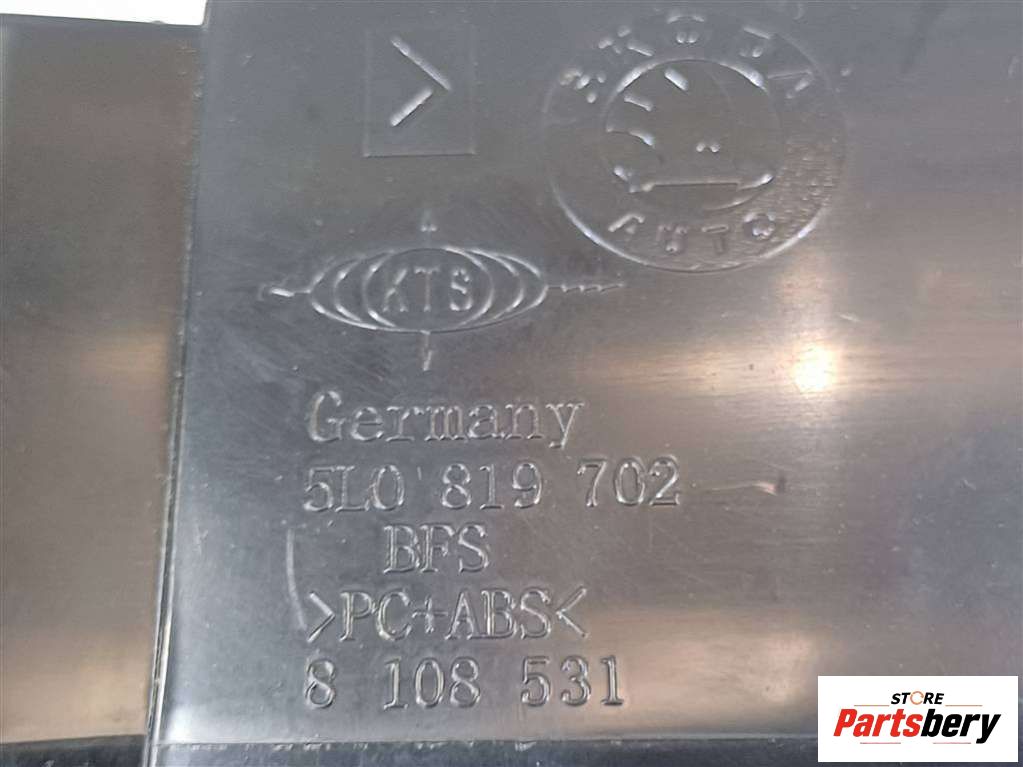 SKODA
AUTO
KTS
Germany
5L0 819 702
BFS
>PC+ABS<
8 108 531
STORE
Partsbery